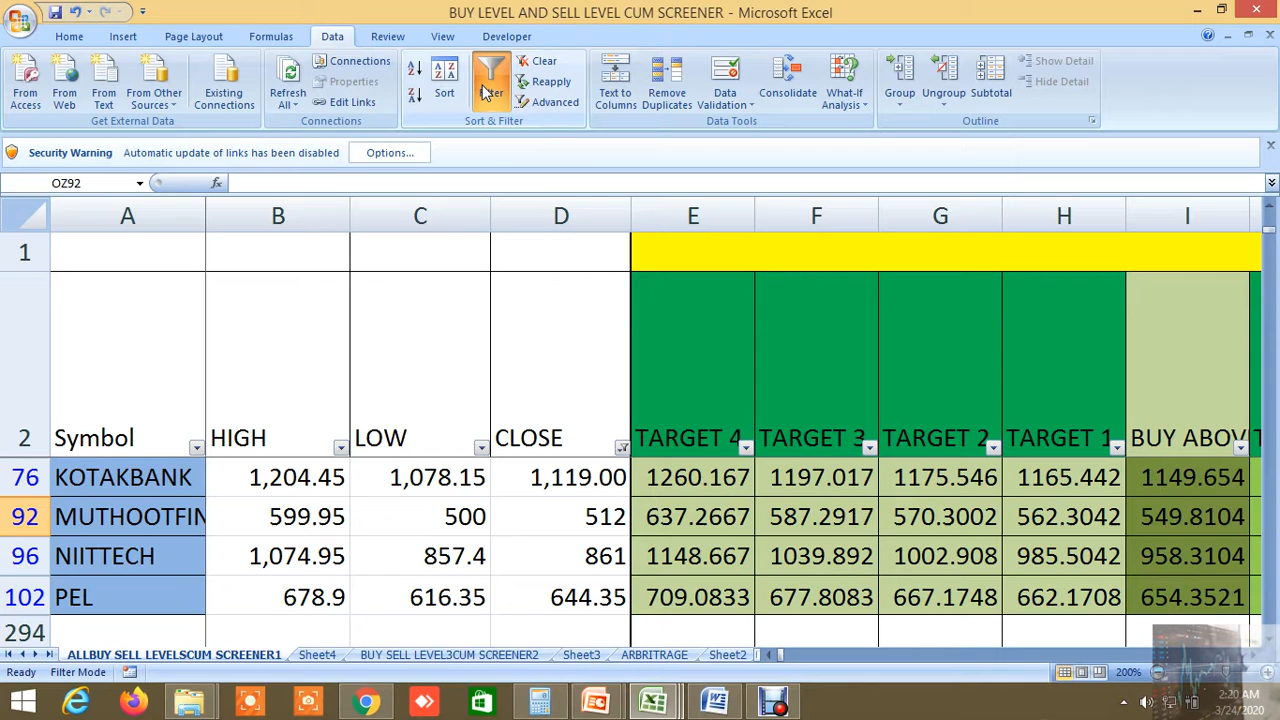 BUY LEVEL AND SELL LEVEL CUM SCREENER - Microsoft Excel
Home Insert Page Layout Formulas Data Review View Developer
From Access From Web From Text From Other Sources Existing Connections
Get External Data
Refresh All Connections Properties Edit Links
Connections
Sort Clear Reapply Advanced
Sort & Filter
Text to Columns Remove Duplicates Data Validation Consolidate What-If Analysis
Data Tools
Group Ungroup Subtotal Show Detail Hide Detail
Outline
Security Warning Automatic update of links has been disabled Options...
OZ92 fx
A B C D E F G H I
1
2 Symbol HIGH LOW CLOSE TARGET 4 TARGET 3 TARGET 2 TARGET 1 BUY ABOV T
76 KOTAKBANK 1,204.45 1,078.15 1,119.00 1260.167 1197.017 1175.546 1165.442 1149.654
92 MUTHOOTFIN 599.95 500 512 637.2667 587.2917 570.3002 562.3042 549.8104
96 NIITTECH 1,074.95 857.4 861 1148.667 1039.892 1002.908 985.5042 958.3104
102 PEL 678.9 616.35 644.35 709.0833 677.8083 667.1748 662.1708 654.3521
294
ALLBUY SELL LEVELSCUM SCREENER1 Sheet4 BUY SELL LEVEL3CUM SCREENER2 Sheet3 ARBRITRAGE Sheet2
Ready Filter Mode 200%
2:20 AM
3/24/2020